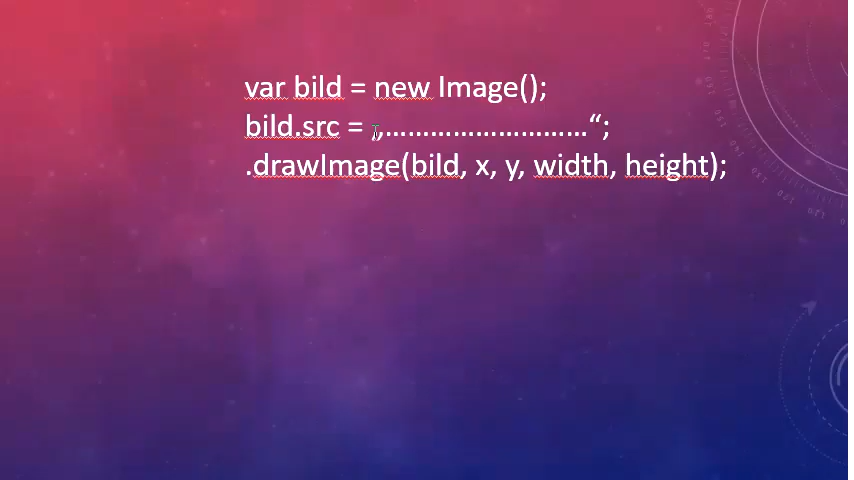 var bild = new Image();
bild.src = „………………………“;
.drawImage(bild, x, y, width, height);